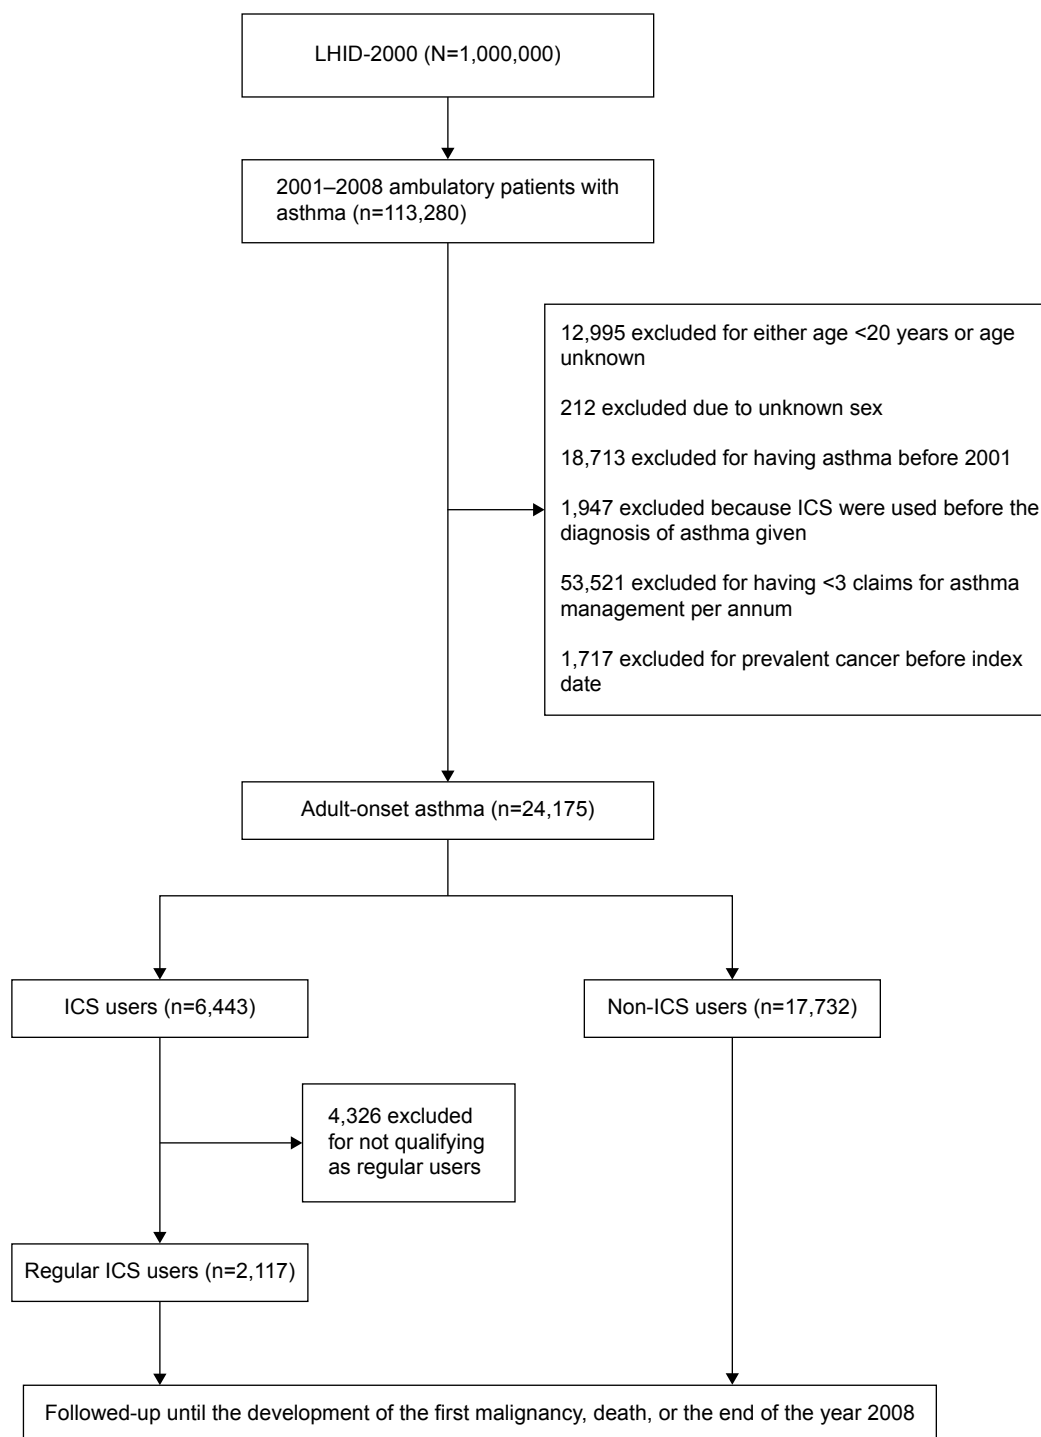 LHID-2000 (N=1,000,000)
2001–2008 ambulatory patients with
asthma (n=113,280)
12,995 excluded for either age <20 years or age
unknown
212 excluded due to unknown sex
18,713 excluded for having asthma before 2001
1,947 excluded because ICS were used before the
diagnosis of asthma given
53,521 excluded for having <3 claims for asthma
management per annum
1,717 excluded for prevalent cancer before index
date
Adult-onset asthma (n=24,175)
ICS users (n=6,443)
Non-ICS users (n=17,732)
4,326 excluded
for not qualifying
as regular users
Regular ICS users (n=2,117)
Followed-up until the development of the first malignancy, death, or the end of the year 2008